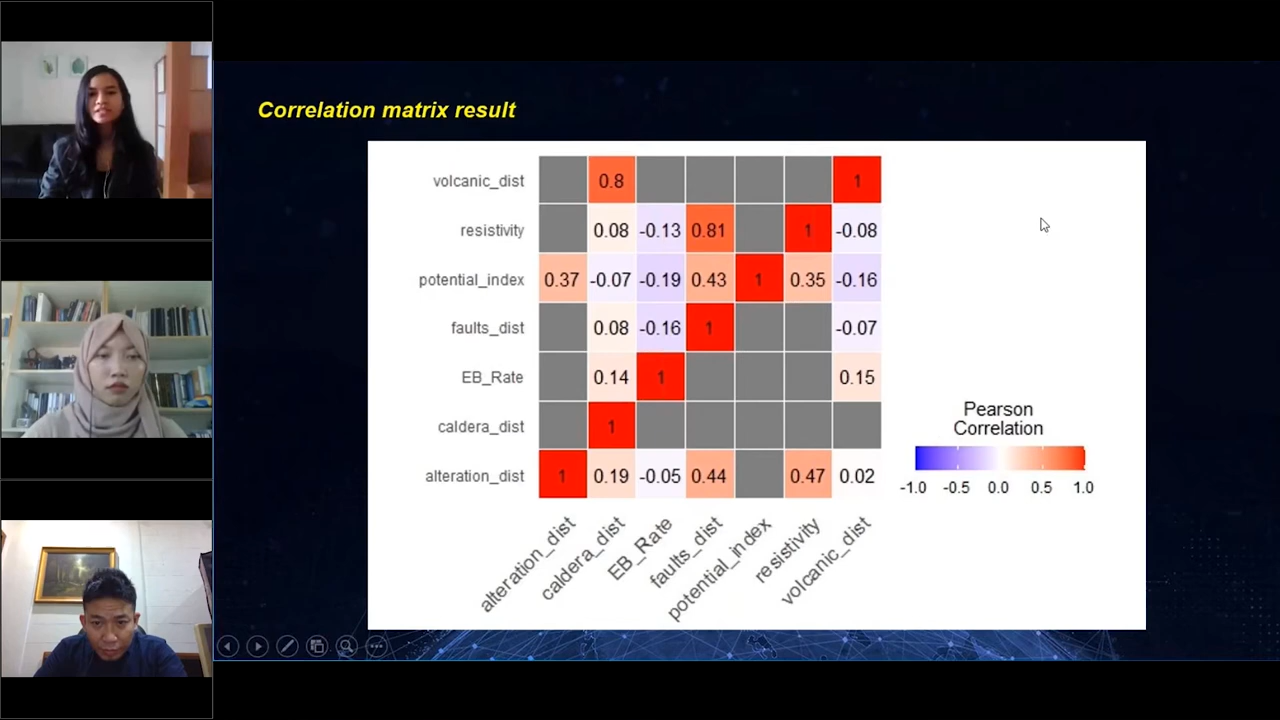 Correlation matrix result
volcanic_dist 0.8 1
resistivity 0.08 -0.13 0.81 1 -0.08
potential_index 0.37 -0.07 -0.19 0.43 1 0.35 -0.16
faults_dist 0.08 -0.16 1 -0.07
EB_Rate 0.14 1 0.15
caldera_dist 1
alteration_dist 1 0.19 -0.05 0.44 0.47 0.02
alteration_dist caldera_dist EB_Rate faults_dist potential_index resistivity volcanic_dist
Pearson
Correlation
-1.0 -0.5 0.0 0.5 1.0